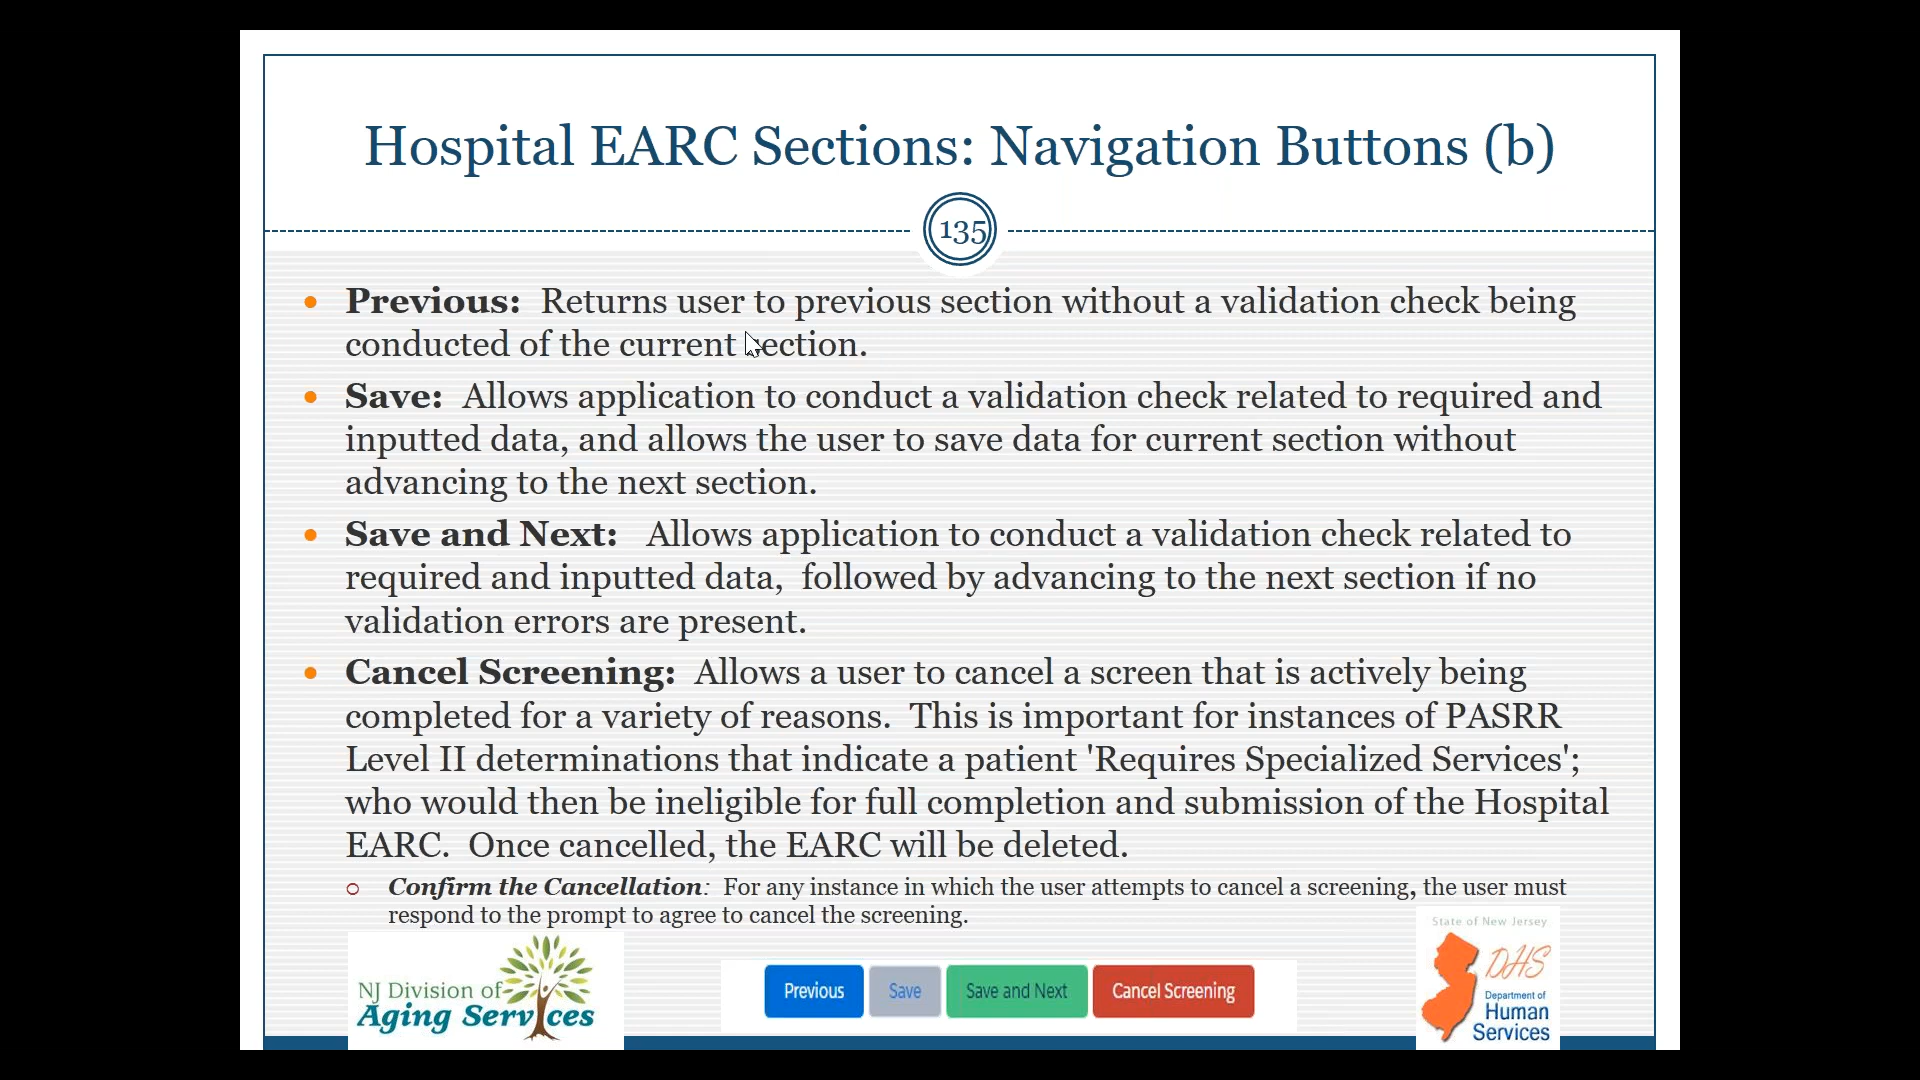 Hospital EARC Sections: Navigation Buttons (b)
135
Previous:  Returns user to previous section without a validation check being
conducted of the current section.
Save:  Allows application to conduct a validation check related to required and
inputted data, and allows the user to save data for current section without
advancing to the next section.
Save and Next:   Allows application to conduct a validation check related to
required and inputted data,  followed by advancing to the next section if no
validation errors are present.
Cancel Screening:  Allows a user to cancel a screen that is actively being
completed for a variety of reasons.  This is important for instances of PASRR
Level II determinations that indicate a patient 'Requires Specialized Services';
who would then be ineligible for full completion and submission of the Hospital
EARC.  Once cancelled, the EARC will be deleted.
Confirm the Cancellation:  For any instance in which the user attempts to cancel a screening, the user must
respond to the prompt to agree to cancel the screening.
NJ Division of
Aging Services
Previous Save Save and Next Cancel Screening
State of New Jersey
DHS
Department of
Human
Services